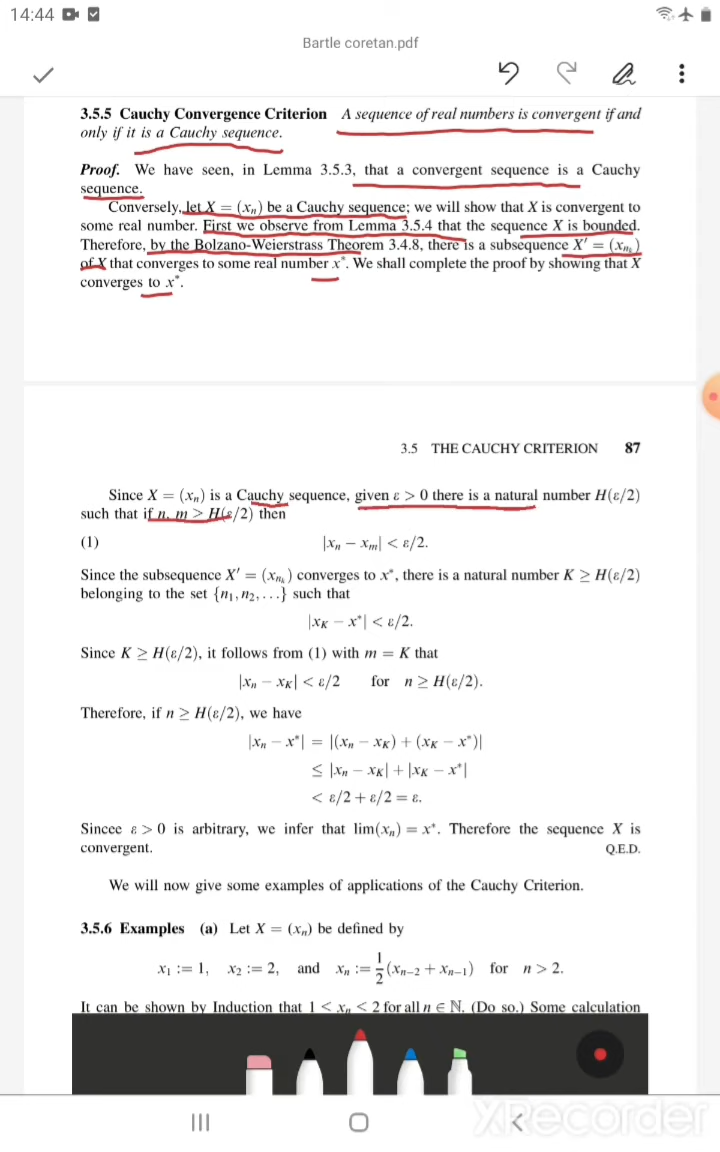 14:44
Bartle coretan.pdf
3.5.5 Cauchy Convergence Criterion A sequence of real numbers is convergent if and
only if it is a Cauchy sequence.
Proof. We have seen, in Lemma 3.5.3, that a convergent sequence is a Cauchy
sequence.
Conversely, let X = (xₙ) be a Cauchy sequence; we will show that X is convergent to
some real number. First we observe from Lemma 3.5.4 that the sequence X is bounded.
Therefore, by the Bolzano-Weierstrass Theorem 3.4.8, there is a subsequence X′ = (x_{n_k})
of X that converges to some real number x*. We shall complete the proof by showing that X
converges to x*.
3.5 THE CAUCHY CRITERION 87
Since X = (xₙ) is a Cauchy sequence, given ε > 0 there is a natural number H(ε/2)
such that if n, m ≥ H(ε/2) then
(1) |xₙ − xₘ| < ε/2.
Since the subsequence X′ = (x_{n_k}) converges to x*, there is a natural number K ≥ H(ε/2)
belonging to the set {n₁, n₂, . . .} such that
|x_K − x*| < ε/2.
Since K ≥ H(ε/2), it follows from (1) with m = K that
|xₙ − x_K| < ε/2 for n ≥ H(ε/2).
Therefore, if n ≥ H(ε/2), we have
|xₙ − x*| = |(xₙ − x_K) + (x_K − x*)|
≤ |xₙ − x_K| + |x_K − x*|
< ε/2 + ε/2 = ε.
Sincee ε > 0 is arbitrary, we infer that lim(xₙ) = x*. Therefore the sequence X is
convergent. Q.E.D.
We will now give some examples of applications of the Cauchy Criterion.
3.5.6 Examples (a) Let X = (xₙ) be defined by
x₁ := 1, x₂ := 2, and xₙ := 1/2 (xₙ₋₂ + xₙ₋₁) for n > 2.
It can be shown by Induction that 1 ≤ xₙ ≤ 2 for all n ∈ ℕ. (Do so.) Some calculation
XRecorder